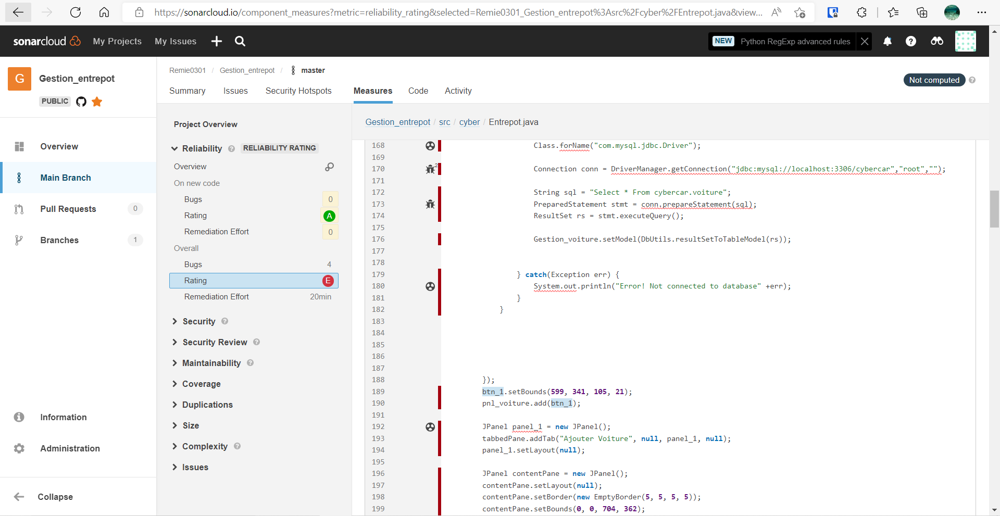 https://sonarcloud.io/component_measures?metric=reliability_rating&selected=Remie0301_Gestion_entrepot%3Asrc%2Fcyber%2FEntrepot.java&view...
sonarcloud My Projects My Issues
NEW Python RegExp advanced rules
G Gestion_entrepot
PUBLIC
Overview
Main Branch
Pull Requests 0
Branches 1
Information
Administration
Collapse
Remie0301 / Gestion_entrepot / master
Not computed
Summary Issues Security Hotspots Measures Code Activity
Project Overview
Reliability RELIABILITY RATING
Overview
On new code
Bugs 0
Rating A
Remediation Effort 0
Overall
Bugs 4
Rating E
Remediation Effort 20min
Security
Security Review
Maintainability
Coverage
Duplications
Size
Complexity
Issues
Gestion_entrepot / src / cyber / Entrepot.java
168 Class.forName("com.mysql.jdbc.Driver");
169
170 2 Connection conn = DriverManager.getConnection("jdbc:mysql://localhost:3306/cybercar","root","");
171
172 String sql = "Select * From cybercar.voiture";
173 PreparedStatement stmt = conn.prepareStatement(sql);
174 ResultSet rs = stmt.executeQuery();
175
176 Gestion_voiture.setModel(DbUtils.resultSetToTableModel(rs));
177
178
179 } catch(Exception err) {
180 System.out.println("Error! Not connected to database" +err);
181 }
182 }
183
184
185
186
187
188 });
189 btn_1.setBounds(599, 341, 105, 21);
190 pnl_voiture.add(btn_1);
191
192 JPanel panel_1 = new JPanel();
193 tabbedPane.addTab("Ajouter Voiture", null, panel_1, null);
194 panel_1.setLayout(null);
195
196 JPanel contentPane = new JPanel();
197 contentPane.setLayout(null);
198 contentPane.setBorder(new EmptyBorder(5, 5, 5, 5));
199 contentPane.setBounds(0, 0, 704, 362);